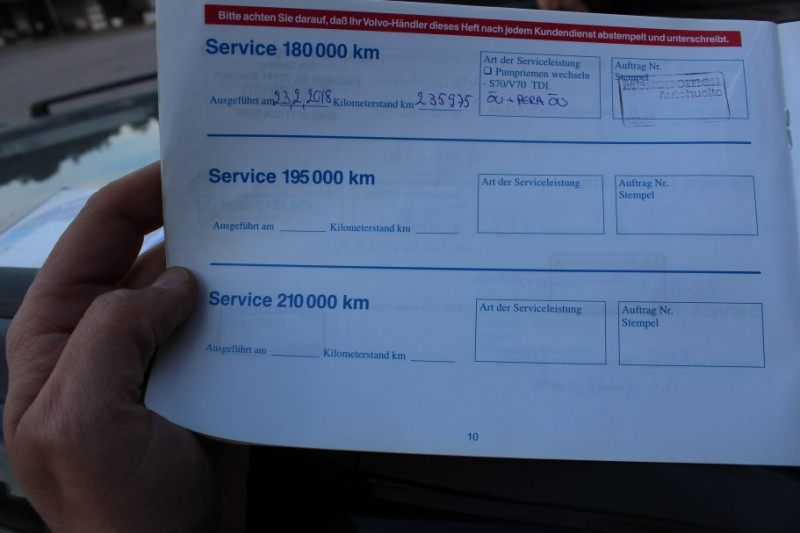 Bitte achten Sie darauf, daß Ihr Volvo-Händler dieses Heft nach jedem Kundendienst abstempelt und unterschreibt.
Service 180 000 km
Ausgeführt am 23,2,2018 Kilometerstand km 235975
Art der Serviceleistung
❑ Pumpriemen wechseln
- S70/V70 TDI
ÖV + PERÄ ÖV
Auftrag Nr.
Stempel
Autohuolto
Service 195 000 km
Ausgeführt am Kilometerstand km
Art der Serviceleistung
Auftrag Nr.
Stempel
Service 210 000 km
Ausgeführt am Kilometerstand km
Art der Serviceleistung
Auftrag Nr.
Stempel
10